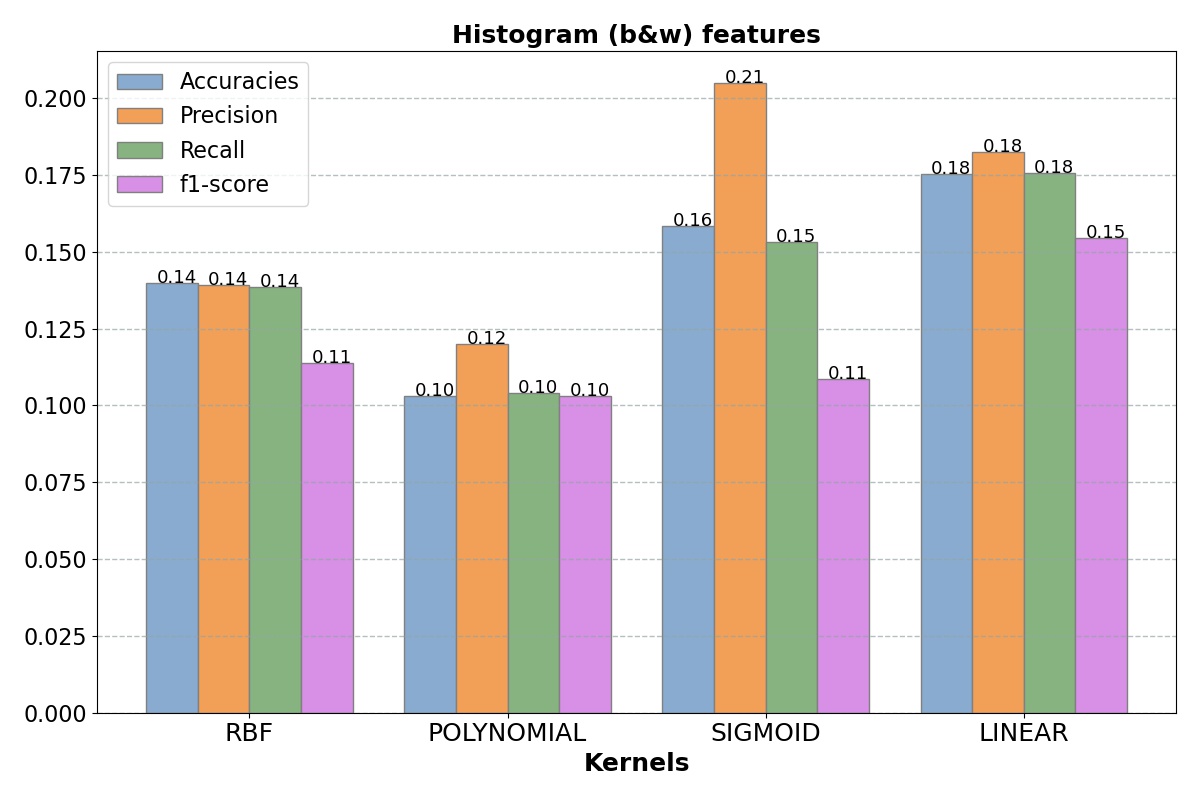 Histogram (b&w) features
Accuracies
Precision
Recall
f1-score
0.200
0.175
0.150
0.125
0.100
0.075
0.050
0.025
0.000
0.14 0.14 0.14 0.11
0.10 0.12 0.10 0.10
0.16 0.21 0.15 0.11
0.18 0.18 0.18 0.15
RBF POLYNOMIAL SIGMOID LINEAR
Kernels